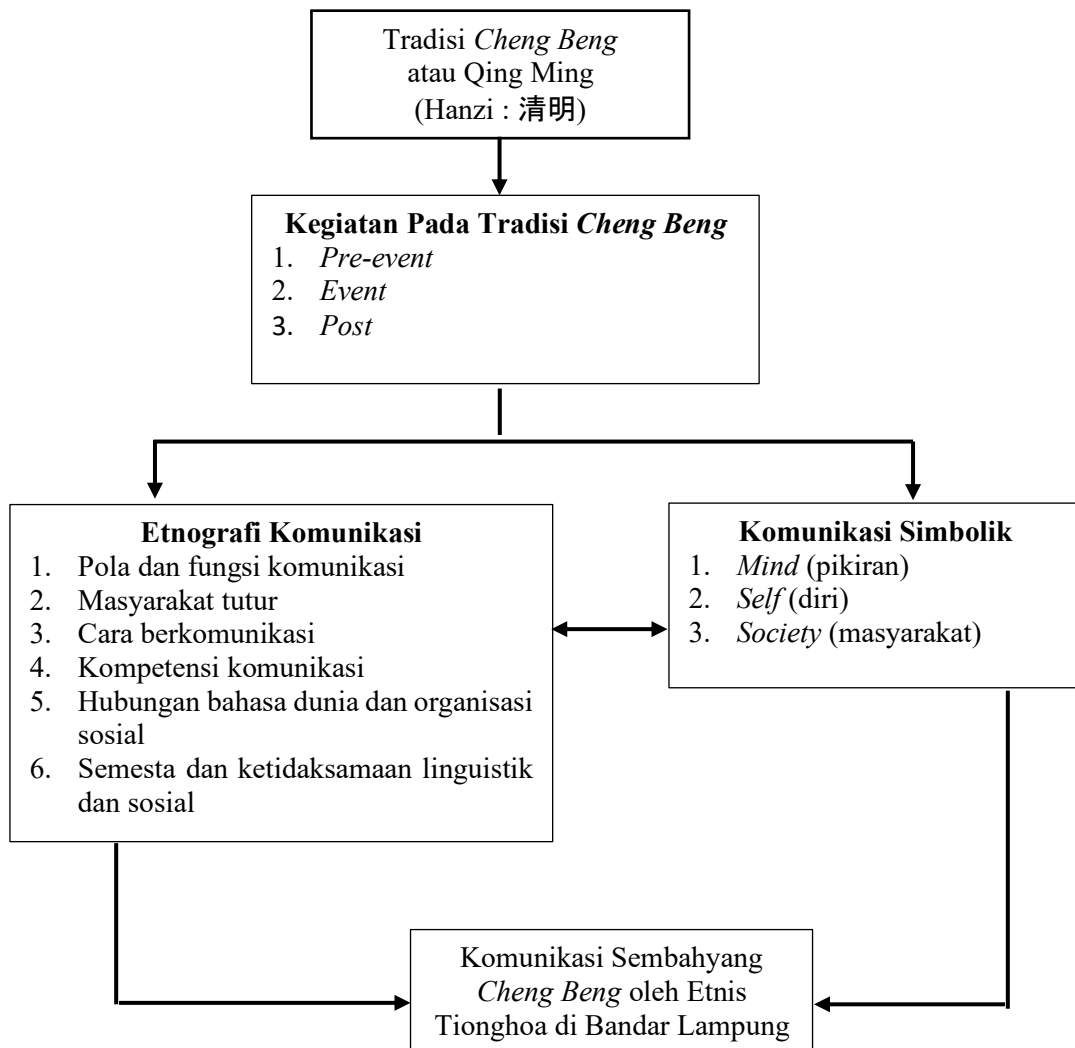 Tradisi Cheng Beng
atau Qing Ming
(Hanzi : 清明)
Kegiatan Pada Tradisi Cheng Beng
1. Pre-event
2. Event
3. Post
Etnografi Komunikasi
1. Pola dan fungsi komunikasi
2. Masyarakat tutur
3. Cara berkomunikasi
4. Kompetensi komunikasi
5. Hubungan bahasa dunia dan organisasi
sosial
6. Semesta dan ketidaksamaan linguistik
dan sosial
Komunikasi Simbolik
1. Mind (pikiran)
2. Self (diri)
3. Society (masyarakat)
Komunikasi Sembahyang
Cheng Beng oleh Etnis
Tionghoa di Bandar Lampung